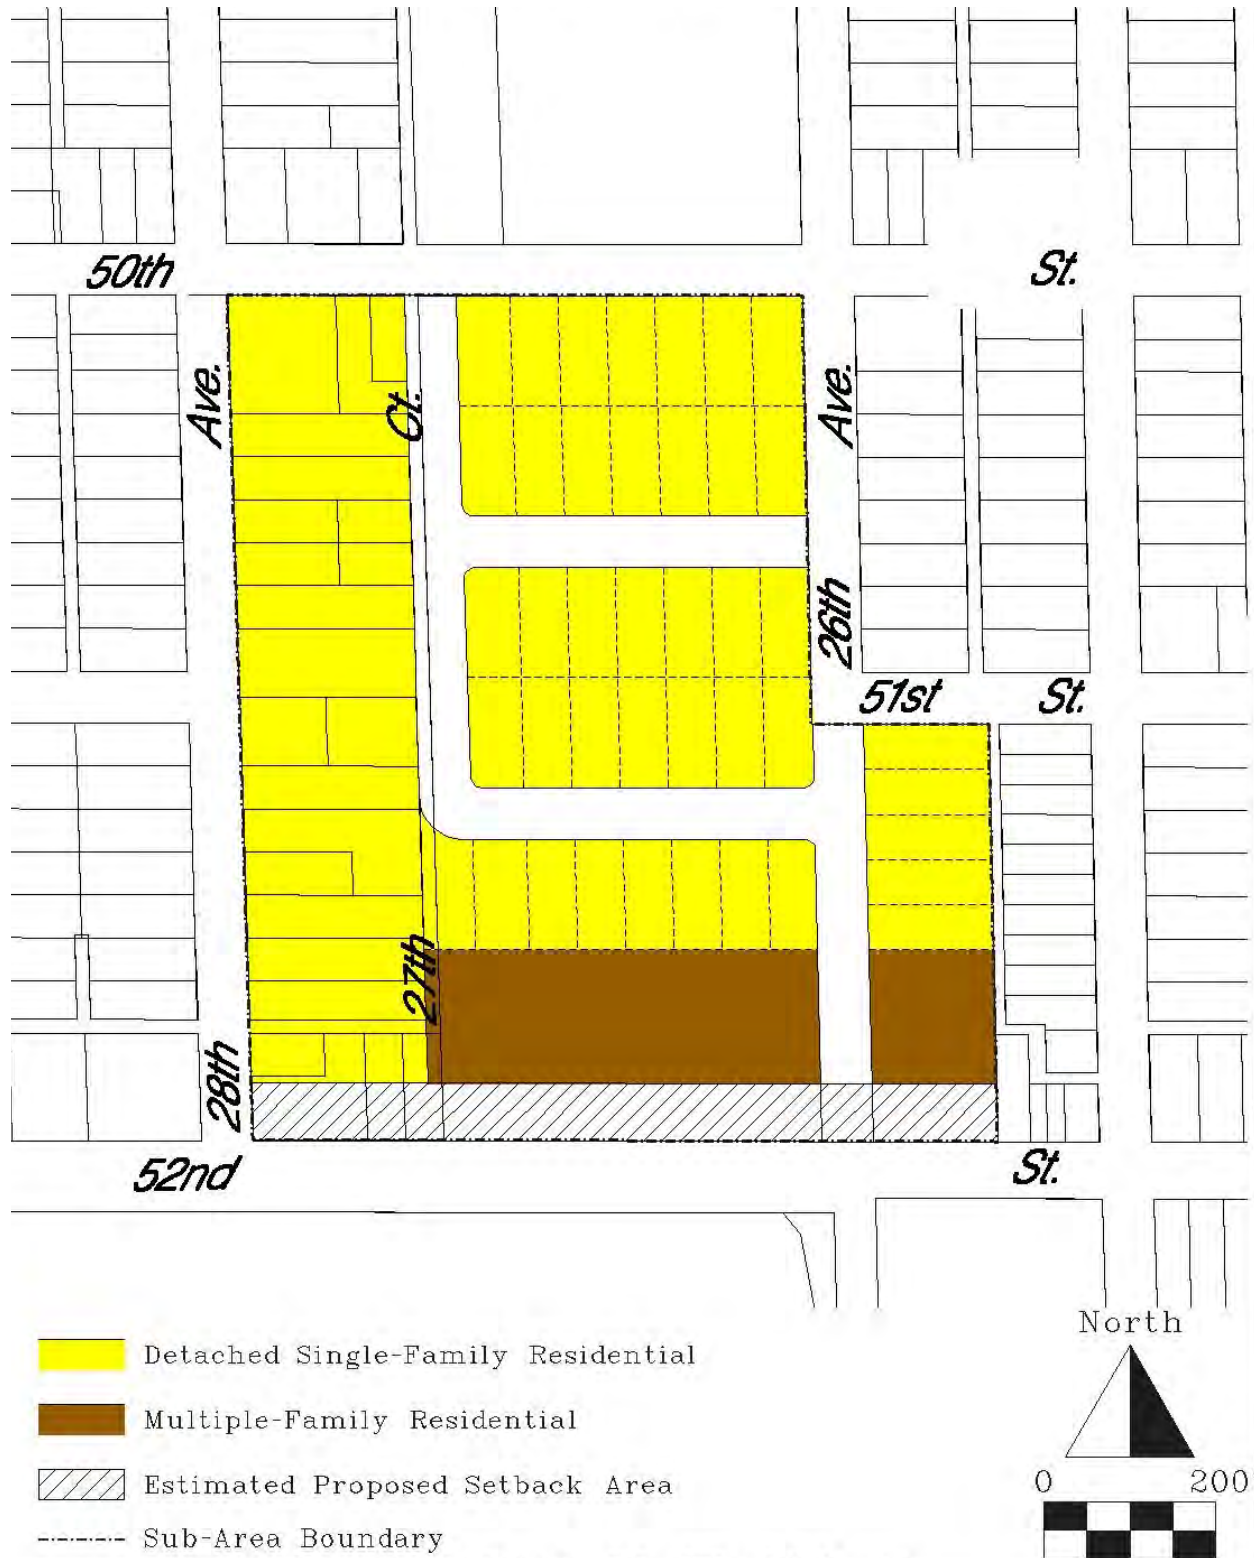 50th
St.
Ave.
Ct.
Ave.
26th
51st
St.
27th
28th
52nd
St.
North
Detached Single-Family Residential
Multiple-Family Residential
Estimated Proposed Setback Area
0 200
Sub-Area Boundary